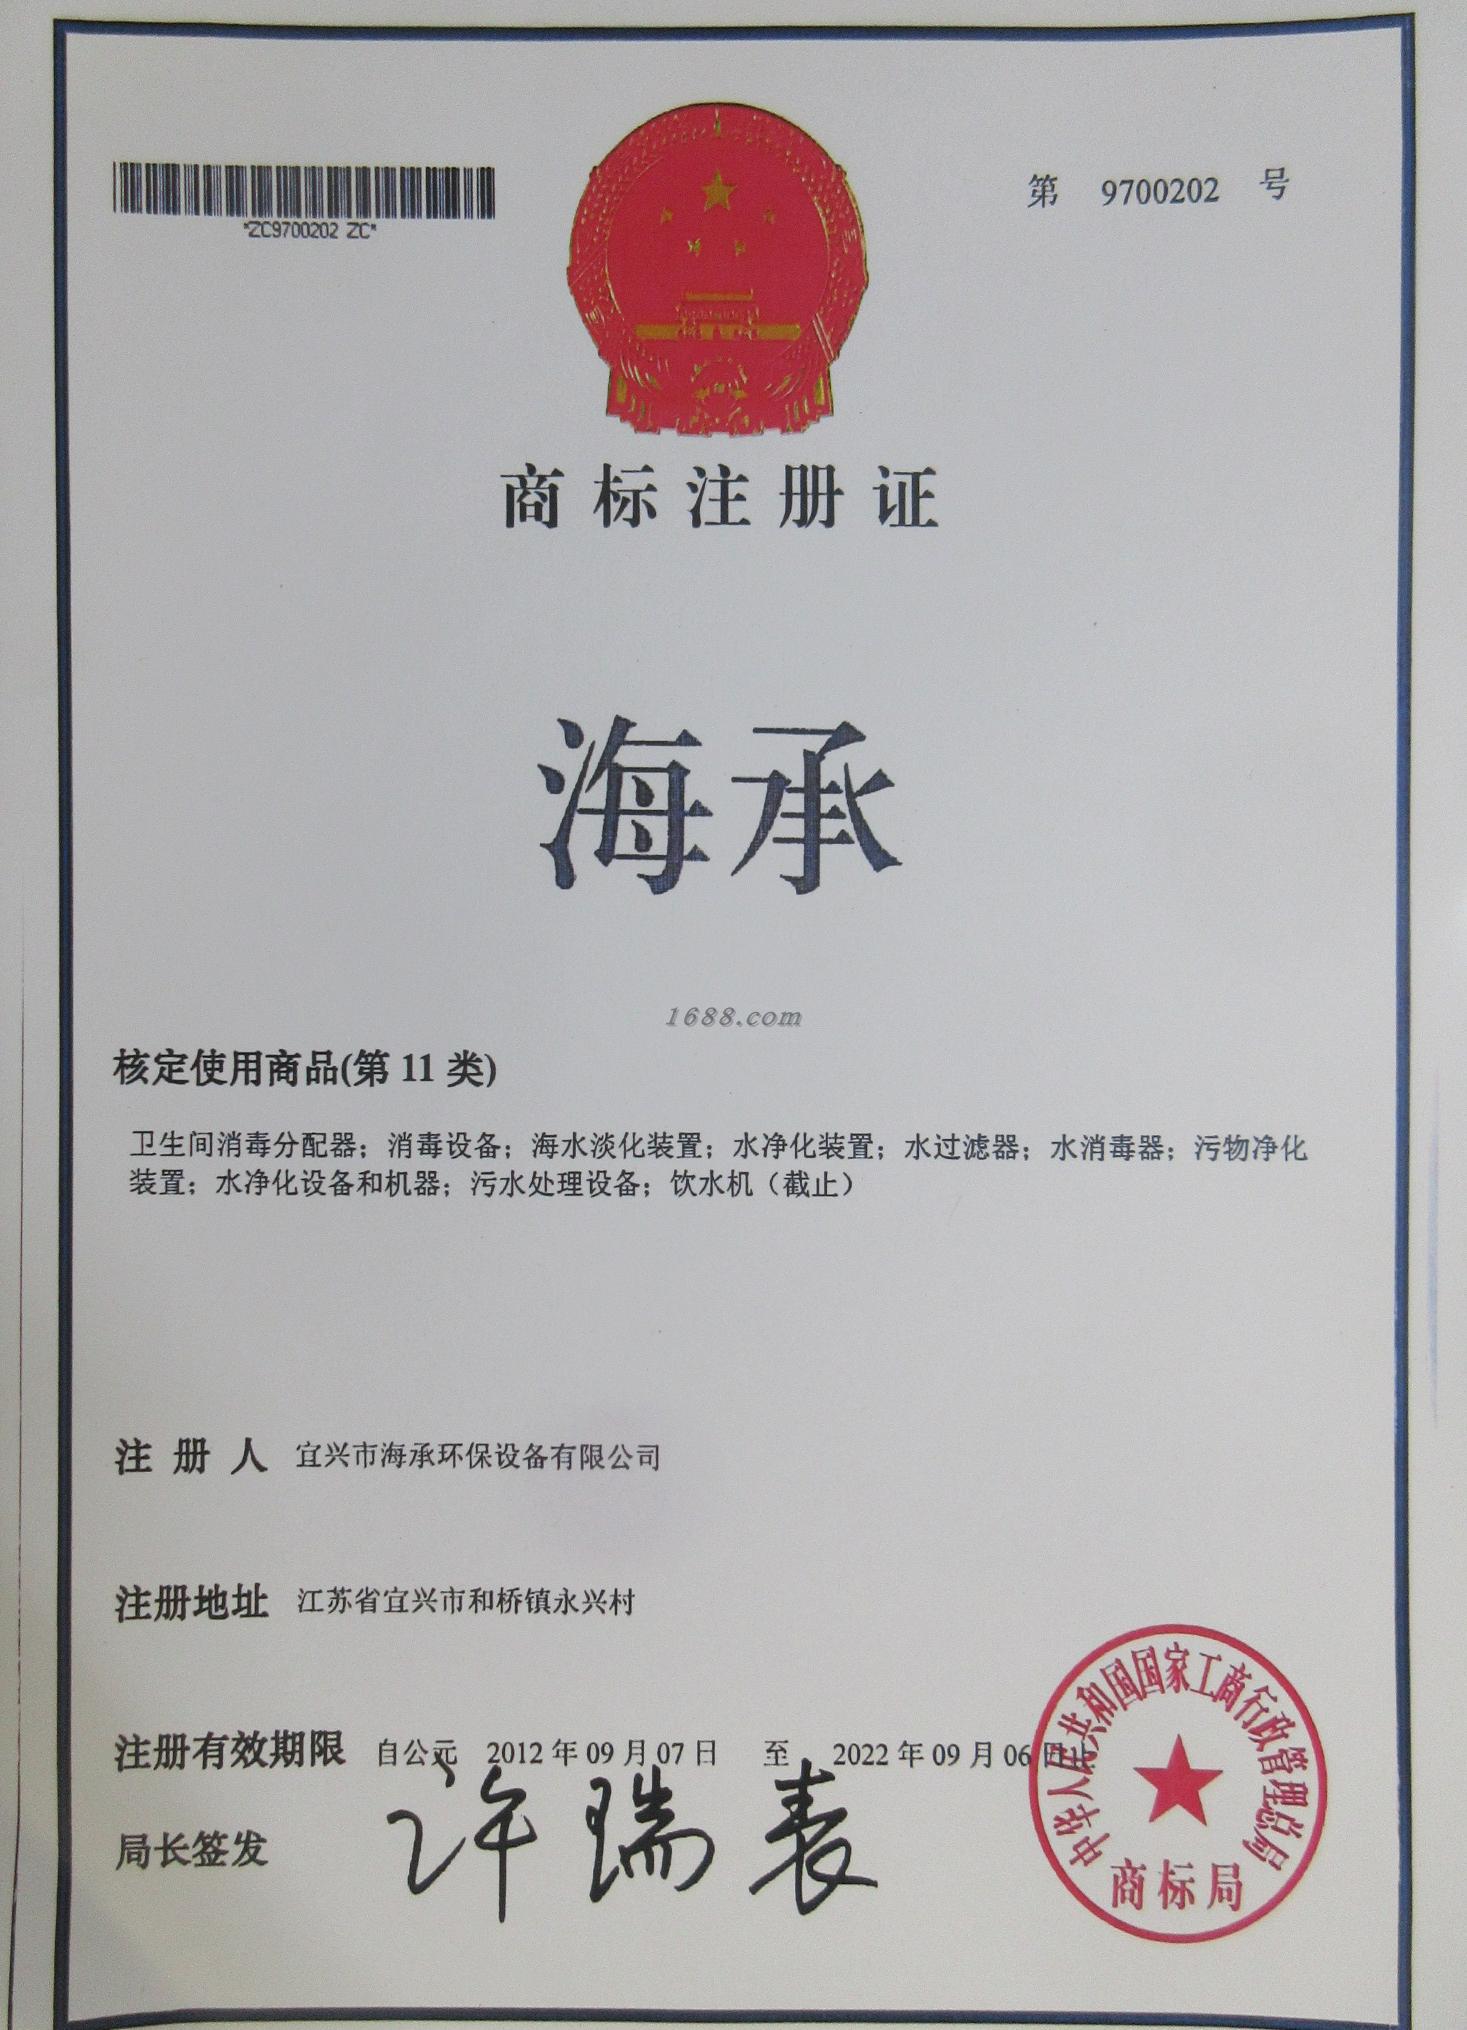 *ZC9700202 ZC*
第 9700202 号
商标注册证
海承
1688.com
核定使用商品(第 11 类)
卫生间消毒分配器；消毒设备；海水淡化装置；水净化装置；水过滤器；水消毒器；污物净化
装置；水净化设备和机器；污水处理设备；饮水机（截止）
注册人 宜兴市海承环保设备有限公司
注册地址 江苏省宜兴市和桥镇永兴村
注册有效期限 自公元 2012 年 09 月 07 日 至 2022 年 09 月 06 日止
局长签发 许瑞表
中华人民共和国国家工商行政管理总局
商标局